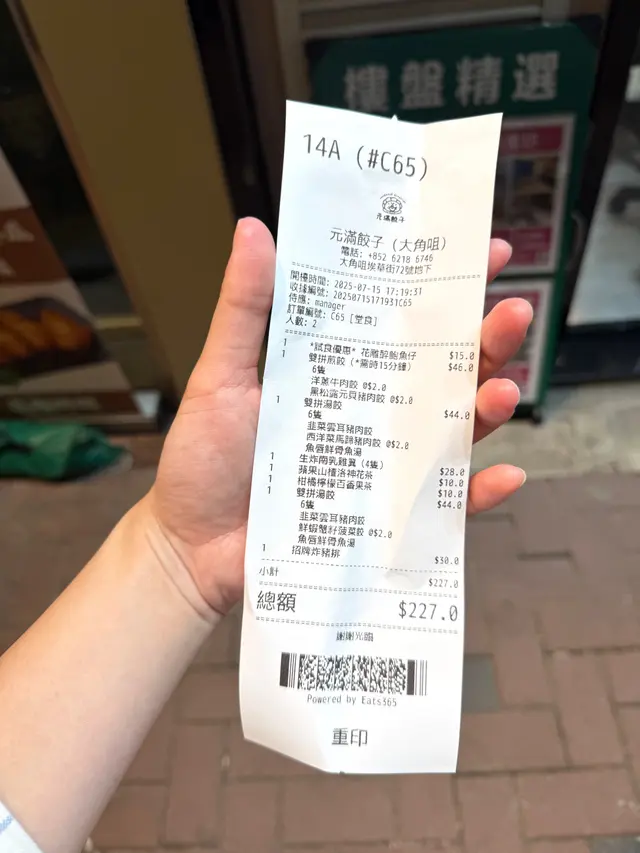 樓盤精選
14A (#C65)
元滿餃子
元滿餃子 (大角咀)
電話: +852 6218 6746
大角咀埃華街72號地下
開檯時間: 2025-07-15 17:19:31
收據編號: 20250715171931C65
侍應: manager
訂單編號: C65 [堂食]
人數: 2
1 *試食優惠* 花雕醉鮑魚仔 $15.0
1 雙拼煎餃 (*需時15分鐘) $46.0
6隻
洋蔥牛肉餃 @$2.0
黑松露元貝豬肉餃 @$2.0
1 雙拼湯餃 $44.0
6隻
韭菜雲耳豬肉餃
西洋菜馬蹄豬肉餃 @$2.0
魚唇鮮骨魚湯
1 生炸南乳雞翼 (4隻) $28.0
1 蘋果山楂洛神花茶 $10.0
1 柑橘檸檬百香果茶 $10.0
1 雙拼湯餃 $44.0
6隻
韭菜雲耳豬肉餃
鮮蝦蟹籽菠菜餃 @$2.0
魚唇鮮骨魚湯
1 招牌炸豬排 $30.0
小計 $227.0
總額 $227.0
謝謝光臨
Powered by Eats365
重印